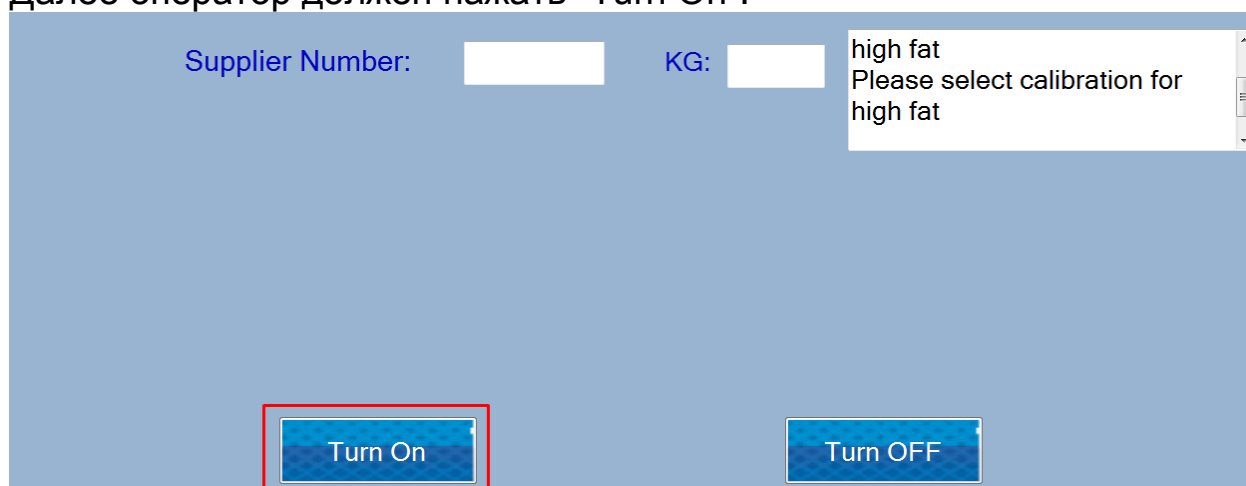 Далее оператор должен нажать "Turn On".
Supplier Number:
KG:
high fat
Please select calibration for
high fat
Turn On
Turn OFF